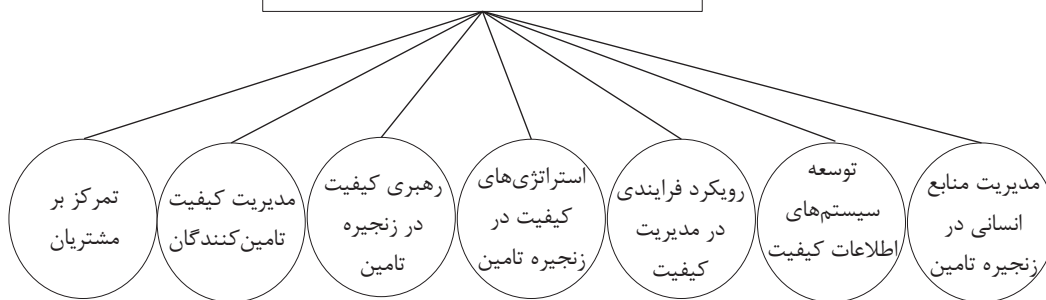 مدیریت منابع
انسانی در
زنجیره تامین
توسعه
سیستم‌های
اطلاعات کیفیت
رویکرد فرایندی
در مدیریت
کیفیت
استراتژی‌های
کیفیت در
زنجیره تامین
رهبری کیفیت
در زنجیره
تامین
مدیریت کیفیت
تامین‌کنندگان
تمرکز بر
مشتریان